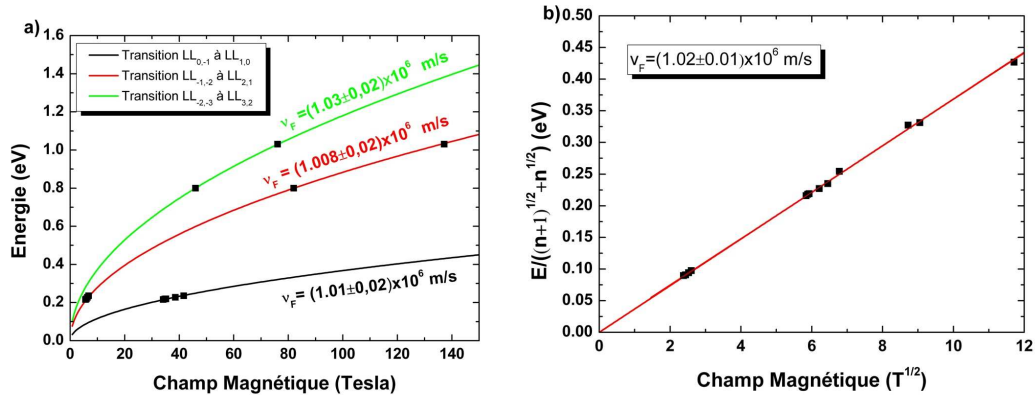 a)
Energie (eV)
1.6
1.4
1.2
1.0
0.8
0.6
0.4
0.2
0.0
Transition LL0,-1 à LL1.0
Transition LL-1,-2 à LL2,1
Transition LL-2,-3 à LL3,2
νF =(1.03±0,02)x10^6 m/s
νF = (1.008±0,02)x10^6 m/s
νF =(1.01±0,02)x10^6 m/s
0 20 40 60 80 100 120 140
Champ Magnétique (Tesla)
b)
E/((n+1)^1/2+n^1/2) (eV)
0.50
0.45
0.40
0.35
0.30
0.25
0.20
0.15
0.10
0.05
0.00
νF=(1.02±0.01)x10^6 m/s
0 2 4 6 8 10 12
Champ Magnétique (T^1/2)